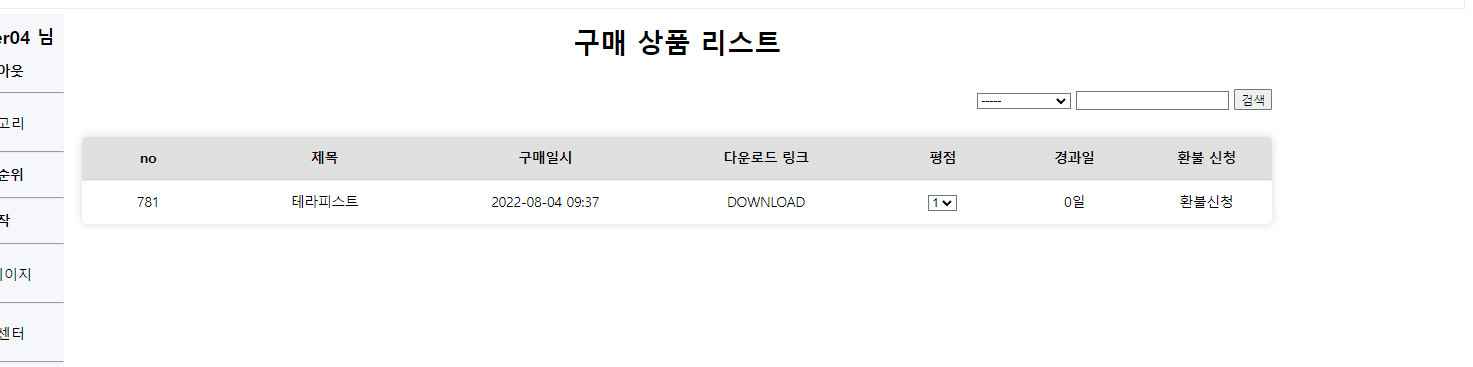 구매 상품 리스트
er04 님
아웃
고리
순위
작
이지
센터
----- 검색
no 제목 구매일시 다운로드 링크 평점 경과일 환불 신청
781 테라피스트 2022-08-04 09:37 DOWNLOAD 1 0일 환불신청